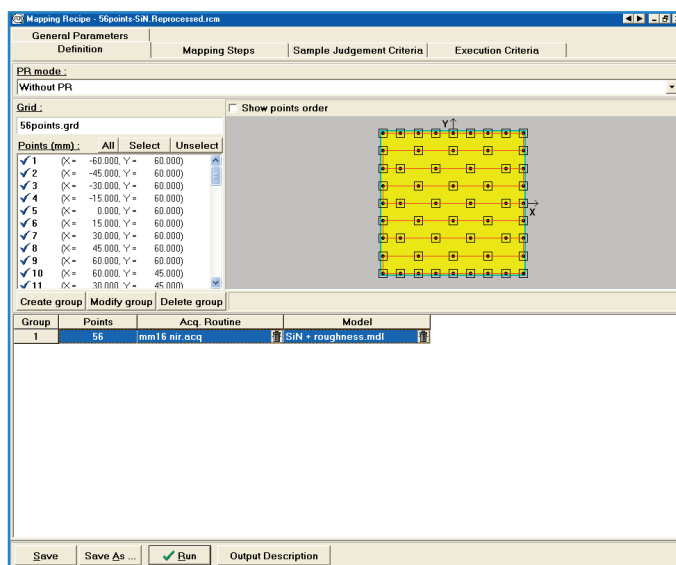 Mapping Recipe - 56points-SiN.Reprocessed.rcm
General Parameters
Definition
Mapping Steps
Sample Judgement Criteria
Execution Criteria
PR mode :
Without PR
Grid :
56points.grd
Show points order
Points (mm) :
All
Select
Unselect
1 (X = -60.000, Y = 60.000)
2 (X = -45.000, Y = 60.000)
3 (X = -30.000, Y = 60.000)
4 (X = -15.000, Y = 60.000)
5 (X = 0.000, Y = 60.000)
6 (X = 15.000, Y = 60.000)
7 (X = 30.000, Y = 60.000)
8 (X = 45.000, Y = 60.000)
9 (X = 60.000, Y = 60.000)
10 (X = 60.000, Y = 45.000)
11 (X = 30.000, Y = 45.000)
Y
X
Create group
Modify group
Delete group
Group Points Acq. Routine Model
1 56 mm16 nir.acq SiN + roughness.mdl
Save
Save As ...
Run
Output Description